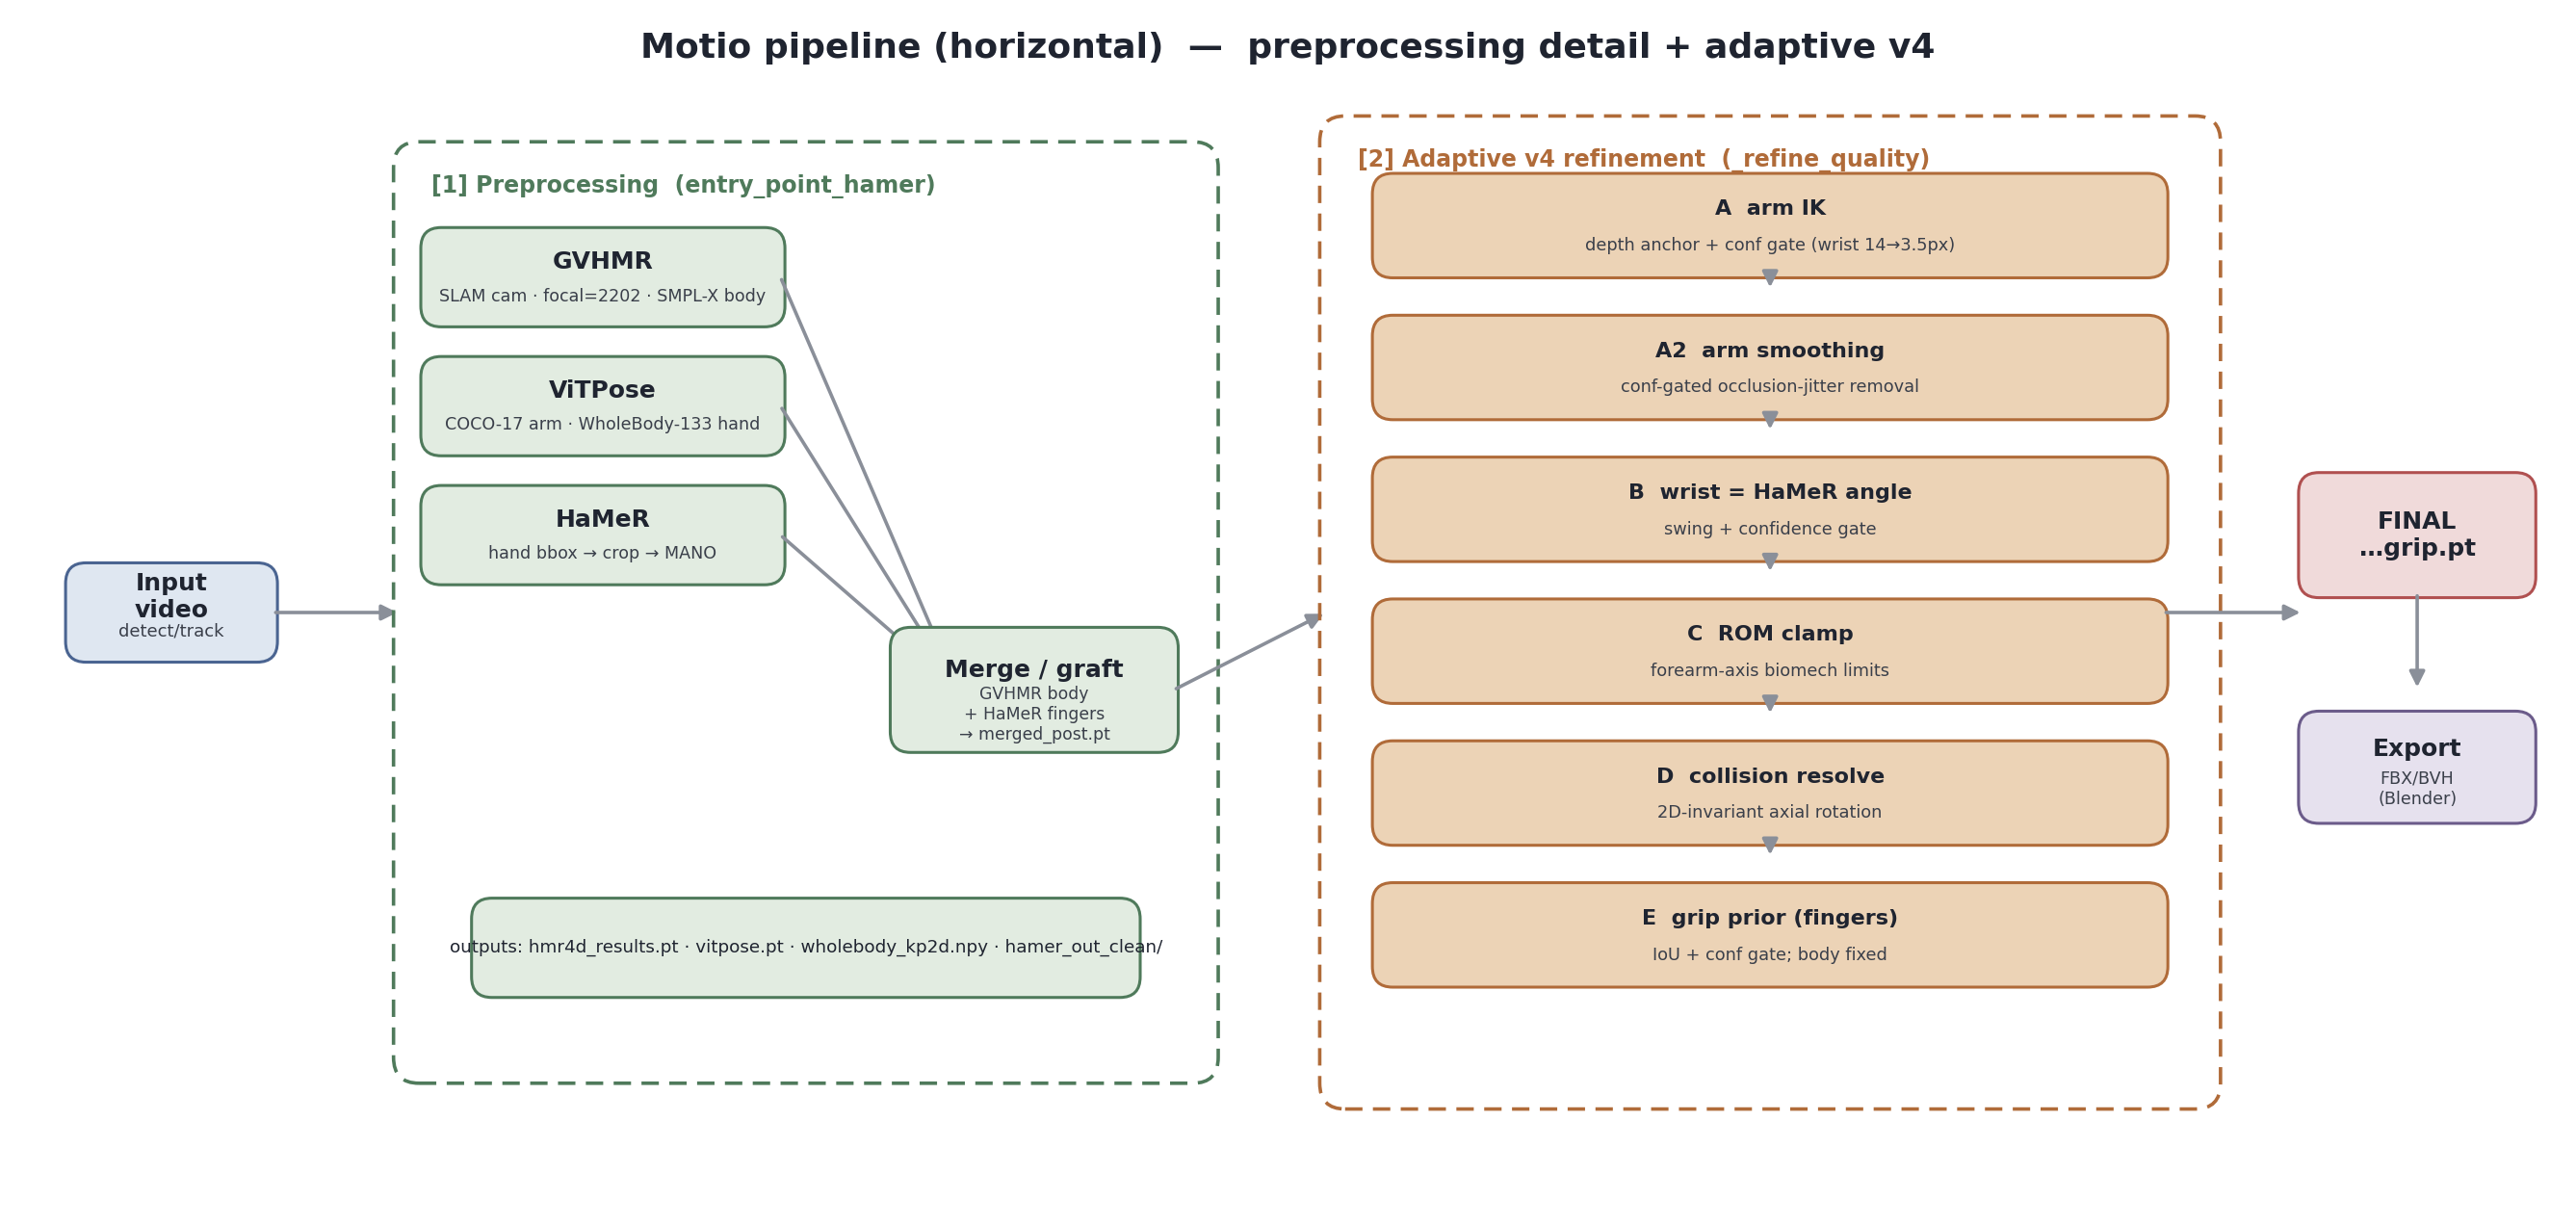 Motio pipeline (horizontal) — preprocessing detail + adaptive v4
Input
video
detect/track
[1] Preprocessing (entry_point_hamer)
GVHMR
SLAM cam · focal=2202 · SMPL-X body
ViTPose
COCO-17 arm · WholeBody-133 hand
HaMeR
hand bbox → crop → MANO
Merge / graft
GVHMR body
+ HaMeR fingers
→ merged_post.pt
outputs: hmr4d_results.pt · vitpose.pt · wholebody_kp2d.npy · hamer_out_clean/
[2] Adaptive v4 refinement (_refine_quality)
A arm IK
depth anchor + conf gate (wrist 14→3.5px)
A2 arm smoothing
conf-gated occlusion-jitter removal
B wrist = HaMeR angle
swing + confidence gate
C ROM clamp
forearm-axis biomech limits
D collision resolve
2D-invariant axial rotation
E grip prior (fingers)
IoU + conf gate; body fixed
FINAL
...grip.pt
Export
FBX/BVH
(Blender)